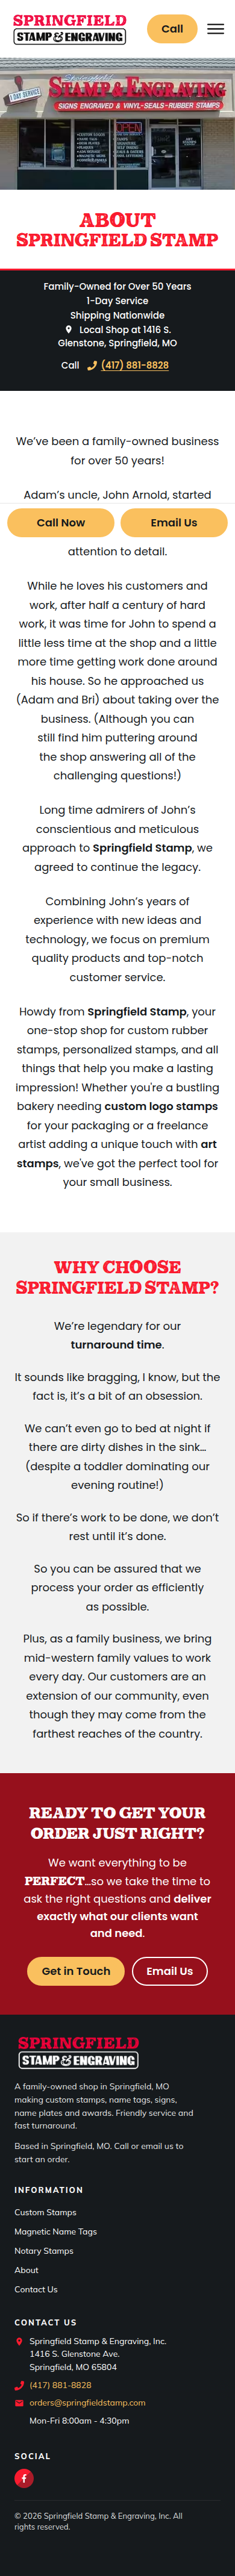 SPRINGFIELD
STAMP & ENGRAVING
Call
1 DAY SERVICE
Springfield
STAMP & ENGRAVING
SIGNS ENGRAVED & VINYL-SEALS-RUBBER STAMPS
OPEN
ABOUT
SPRINGFIELD STAMP
Family-Owned for Over 50 Years
1-Day Service
Shipping Nationwide
Local Shop at 1416 S.
Glenstone, Springfield, MO
Call (417) 881-8828
We’ve been a family-owned business
for over 50 years!
Adam’s uncle, John Arnold, started
Call Now
Email Us
attention to detail.
While he loves his customers and
work, after half a century of hard
work, it was time for John to spend a
little less time at the shop and a little
more time getting work done around
his house. So he approached us
(Adam and Bri) about taking over the
business. (Although you can
still find him puttering around
the shop answering all of the
challenging questions!)
Long time admirers of John’s
conscientious and meticulous
approach to Springfield Stamp, we
agreed to continue the legacy.
Combining John’s years of
experience with new ideas and
technology, we focus on premium
quality products and top-notch
customer service.
Howdy from Springfield Stamp, your
one-stop shop for custom rubber
stamps, personalized stamps, and all
things that help you make a lasting
impression! Whether you're a bustling
bakery needing custom logo stamps
for your packaging or a freelance
artist adding a unique touch with art
stamps, we've got the perfect tool for
your small business.
WHY CHOOSE
SPRINGFIELD STAMP?
We’re legendary for our
turnaround time.
It sounds like bragging, I know, but the
fact is, it’s a bit of an obsession.
We can’t even go to bed at night if
there are dirty dishes in the sink…
(despite a toddler dominating our
evening routine!)
So if there’s work to be done, we don’t
rest until it’s done.
So you can be assured that we
process your order as efficiently
as possible.
Plus, as a family business, we bring
mid-western family values to work
every day. Our customers are an
extension of our community, even
though they may come from the
farthest reaches of the country.
READY TO GET YOUR
ORDER JUST RIGHT?
We want everything to be
PERFECT…so we take the time to
ask the right questions and deliver
exactly what our clients want
and need.
Get in Touch
Email Us
SPRINGFIELD
STAMP & ENGRAVING
A family-owned shop in Springfield, MO
making custom stamps, name tags, signs,
name plates and awards. Friendly service and
fast turnaround.
Based in Springfield, MO. Call or email us to
start an order.
INFORMATION
Custom Stamps
Magnetic Name Tags
Notary Stamps
About
Contact Us
CONTACT US
Springfield Stamp & Engraving, Inc.
1416 S. Glenstone Ave.
Springfield, MO 65804
(417) 881-8828
orders@springfieldstamp.com
Mon-Fri 8:00am - 4:30pm
SOCIAL
© 2026 Springfield Stamp & Engraving, Inc. All
rights reserved.